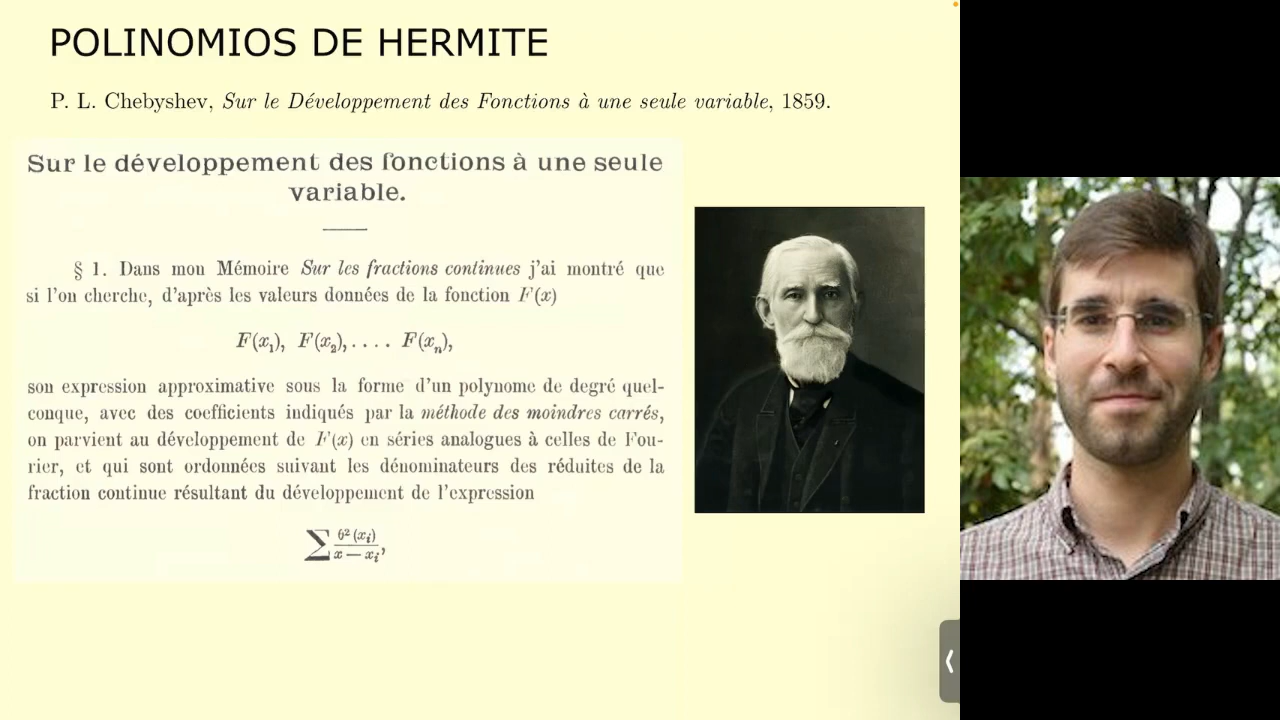 POLINOMIOS DE HERMITE
P. L. Chebyshev, Sur le Développement des Fonctions à une seule variable, 1859.
Sur le développement des fonctions à une seule
variable.
§ 1. Dans mon Mémoire Sur les fractions continues j'ai montré que
si l'on cherche, d'après les valeurs données de la fonction F(x)
F(x₁), F(x₂),.... F(xₙ),
son expression approximative sous la forme d'un polynome de degré quel-
conque, avec des coefficients indiqués par la méthode des moindres carrés,
on parvient au développement de F(x) en séries analogues à celles de Fou-
rier, et qui sont ordonnées suivant les dénominateurs des réduites de la
fraction continue résultant du développement de l'expression
∑ θ²(xᵢ) / (x — xᵢ),